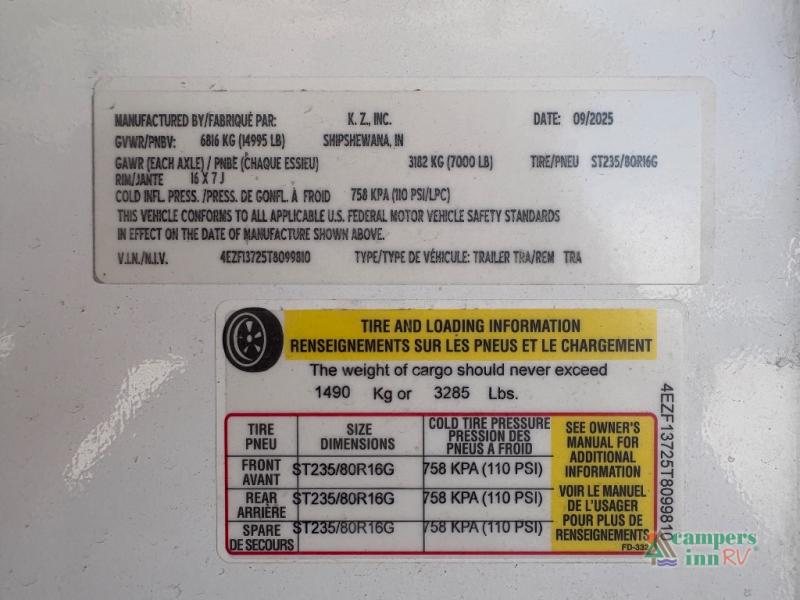 MANUFACTURED BY/FABRIQUÉ PAR: K. Z., INC. DATE: 09/2025
GVWR/PNBV: 6816 KG (14995 LB) SHIPSHEWANA, IN
GAWR (EACH AXLE) / PNBE (CHAQUE ESSIEU) 3182 KG (7000 LB) TIRE/PNEU ST235/80R16G
RIM/JANTE 16 X 7 J
COLD INFL. PRESS. /PRESS. DE GONFL. À FROID 758 KPA (110 PSI/LPC)
THIS VEHICLE CONFORMS TO ALL APPLICABLE U.S. FEDERAL MOTOR VEHICLE SAFETY STANDARDS
IN EFFECT ON THE DATE OF MANUFACTURE SHOWN ABOVE.
V.I.N./N.I.V. 4EZF13725T8099810 TYPE/TYPE DE VÉHICULE: TRAILER TRA/REM TRA
TIRE AND LOADING INFORMATION
RENSEIGNEMENTS SUR LES PNEUS ET LE CHARGEMENT
The weight of cargo should never exceed
1490 Kg or 3285 Lbs.
TIRE
PNEU
SIZE
DIMENSIONS
COLD TIRE PRESSURE
PRESSION DES
PNEUS À FROID
FRONT
AVANT
ST235/80R16G
758 KPA (110 PSI)
REAR
ARRIÈRE
ST235/80R16G
758 KPA (110 PSI)
SPARE
DE SECOURS
ST235/80R16G
758 KPA (110 PSI)
SEE OWNER'S
MANUAL FOR
ADDITIONAL
INFORMATION
VOIR LE MANUEL
DE L'USAGER
POUR PLUS DE
RENSEIGNEMENTS
FD-332
4EZF13725T8099810
campers
inn RV